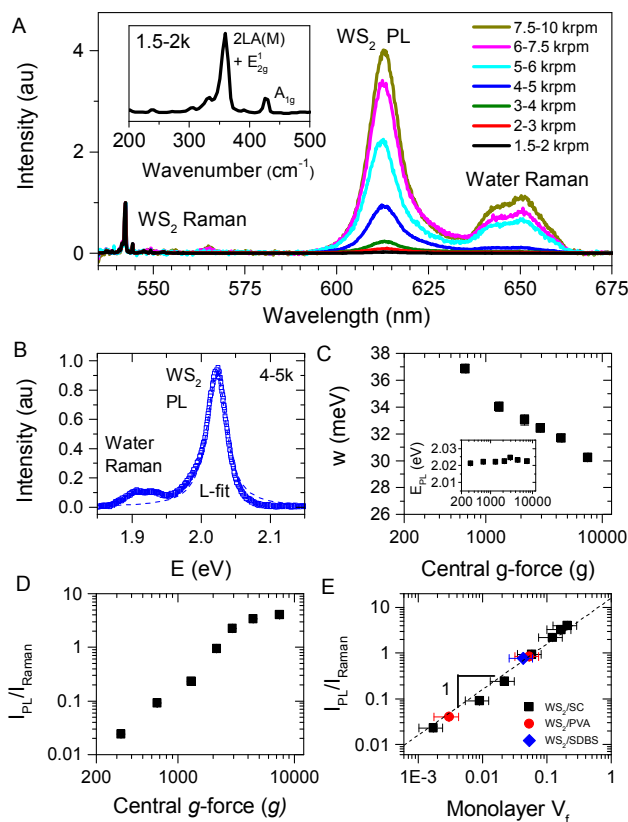 A
4
2
0
Intensity (au)
1.5-2k
2LA(M)
+ E¹2g
A1g
200 300 400 500
Wavenumber (cm⁻¹)
WS2 PL
7.5-10 krpm
6-7.5 krpm
5-6 krpm
4-5 krpm
3-4 krpm
2-3 krpm
1.5-2 krpm
WS2 Raman
Water Raman
550 575 600 625 650 675
Wavelength (nm)
B
1.0
0.8
0.6
0.4
0.2
0.0
Intensity (au)
WS2
PL
4-5k
Water
Raman
L-fit
1.9 2.0 2.1
E (eV)
C
38
36
34
32
30
28
26
w (meV)
2.03
2.02
2.01
EPL (eV)
200 1000 10000
200 1000 10000
Central g-force (g)
D
10
1
0.1
0.01
IPL/IRaman
200 1000 10000
Central g-force (g)
E
10
1
0.1
0.01
IPL/IRaman
1
WS2/SC
WS2/PVA
WS2/SDBS
1E-3 0.01 0.1 1
Monolayer Vf